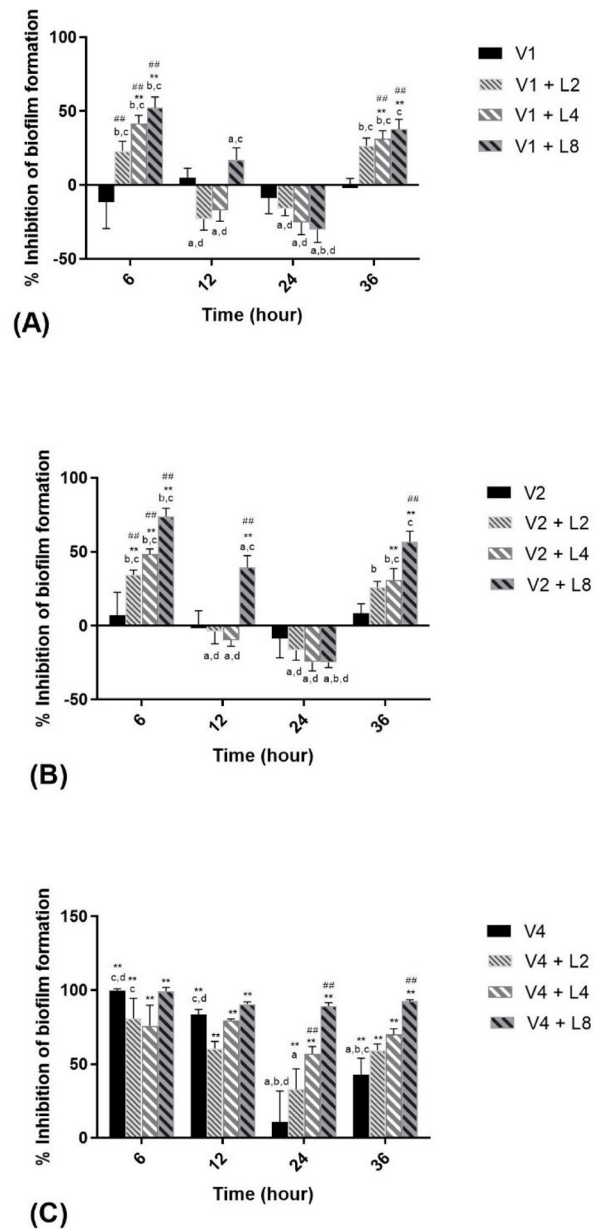 % Inhibition of biofilm formation
100
50
0
-50
##
b,c
##
**
b,c
##
**
b,c
a,d
a,d
a,c
a,d
a,d
a,b,d
b,c
##
**
b,c
##
**
c
6
12
24
36
Time (hour)
V1
V1 + L2
V1 + L4
V1 + L8
(A)
% Inhibition of biofilm formation
100
50
0
-50
##
**
b,c
##
**
b,c
##
**
b,c
a,d
a,d
##
**
a,c
a,d
a,d
a,b,d
b
**
b,c
##
**
c
6
12
24
36
Time (hour)
V2
V2 + L2
V2 + L4
V2 + L8
(B)
% Inhibition of biofilm formation
150
100
50
0
**
c,d
**
c
**
**
**
c,d
**
**
**
a,b,d
**
a
##
**
##
**
**
a,b,c
**
**
##
**
6
12
24
36
Time (hour)
V4
V4 + L2
V4 + L4
V4 + L8
(C)